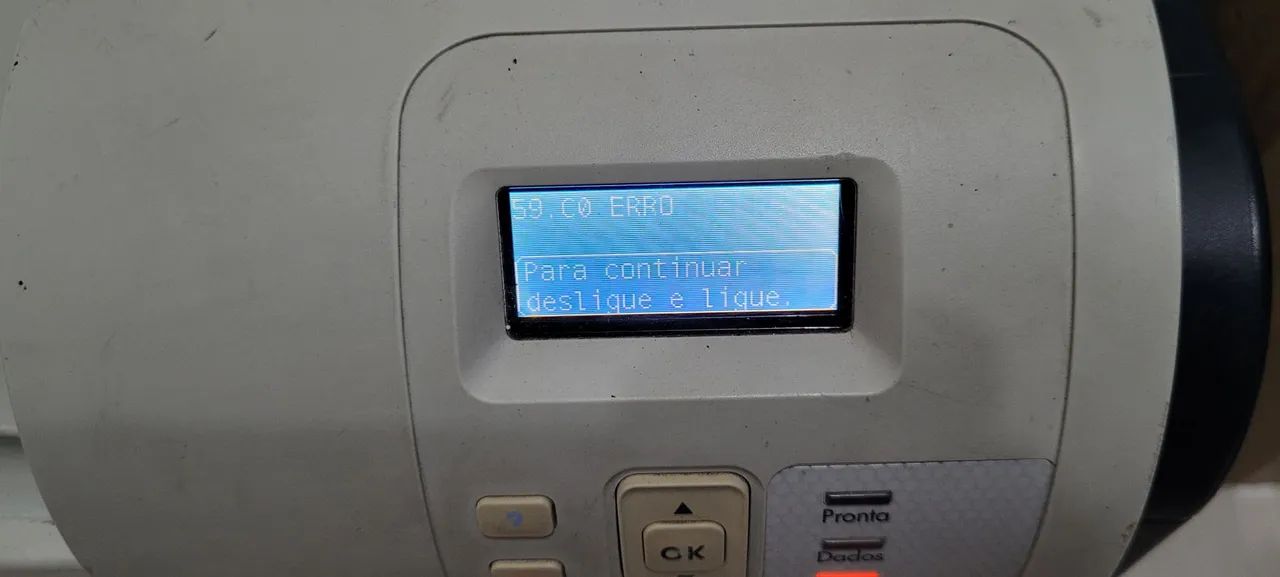 59.C0 ERRO
Para continuar
desligue e ligue.
?
OK
Pronta
Dados